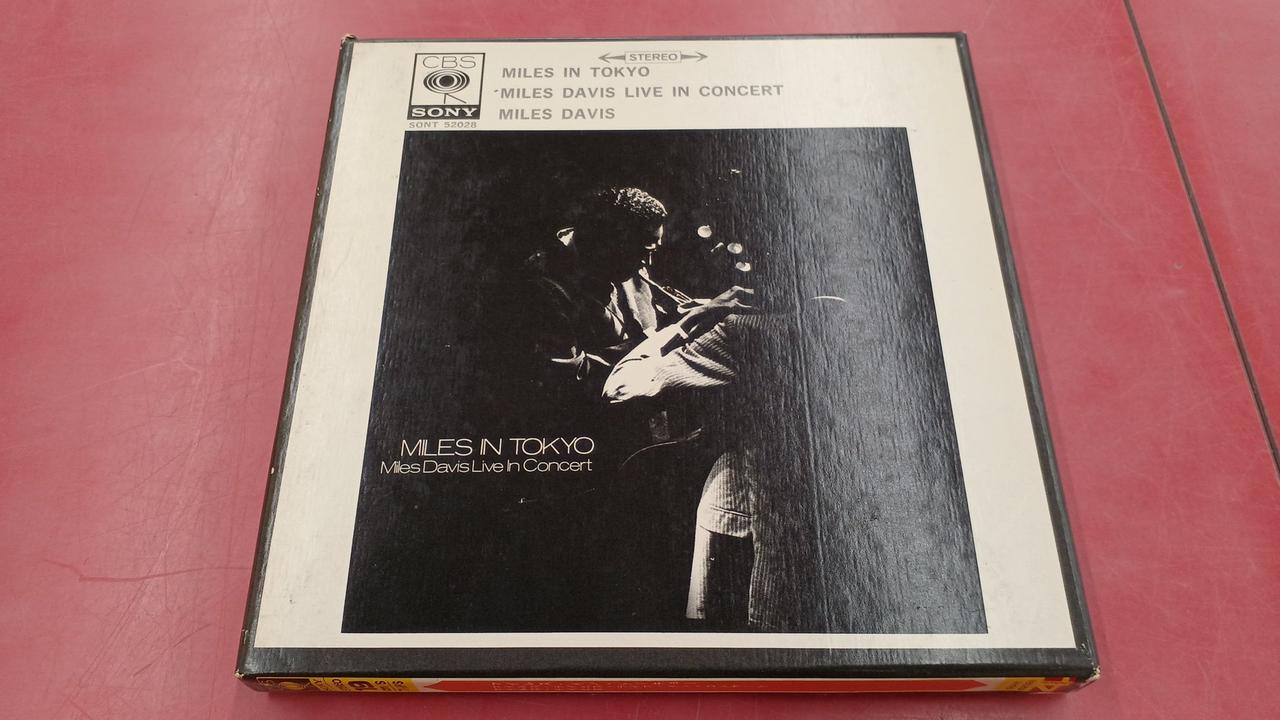 CBS
SONY
SONT 52028
STEREO
MILES IN TOKYO
MILES DAVIS LIVE IN CONCERT
MILES DAVIS
MILES IN TOKYO
Miles Davis Live In Concert